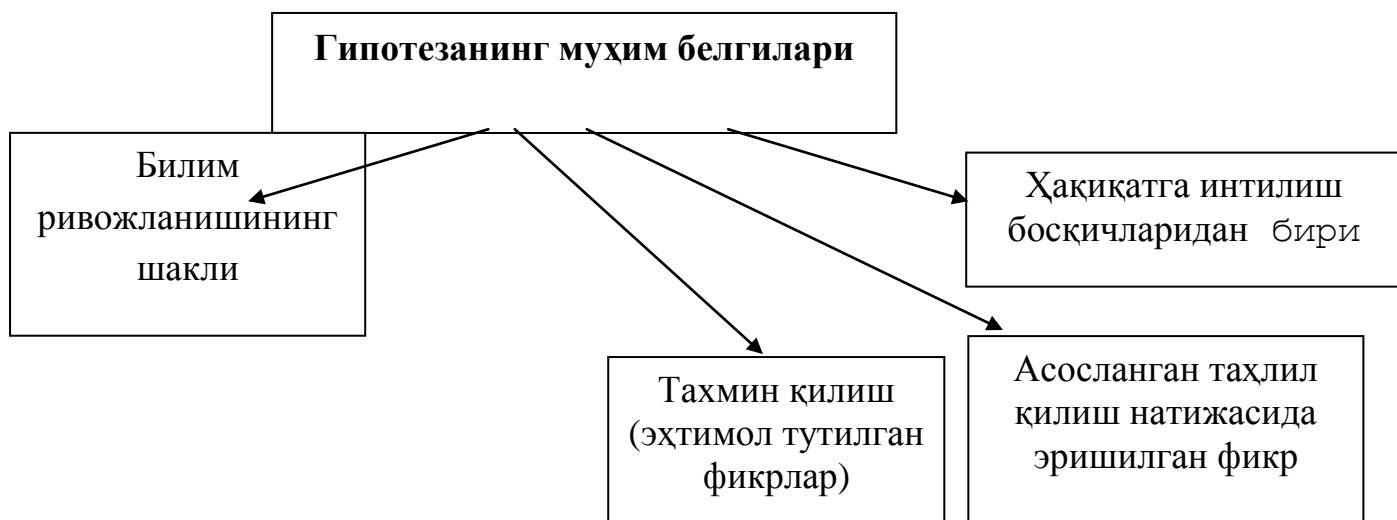 Гипотезанинг муҳим белгилари
Билим
ривожланишининг
шакли
Ҳақиқатга интилиш
босқичларидан бири
Тахмин қилиш
(эҳтимол тутилган
фикрлар)
Асосланган таҳлил
қилиш натижасида
эришилган фикр